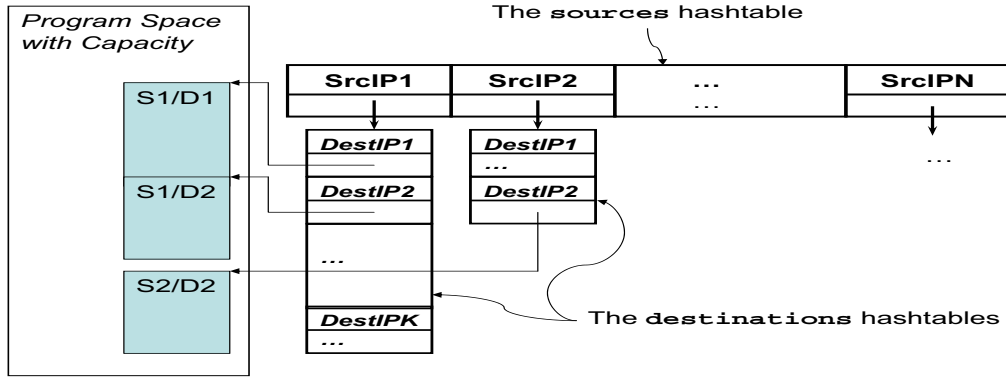 Program Space
with Capacity
S1/D1
S1/D2
S2/D2
The sources hashtable
SrcIP1
SrcIP2
...
...
SrcIPN
DestIP1
...
DestIP2
...
DestIPK
...
DestIP1
...
DestIP2
...
The destinations hashtables